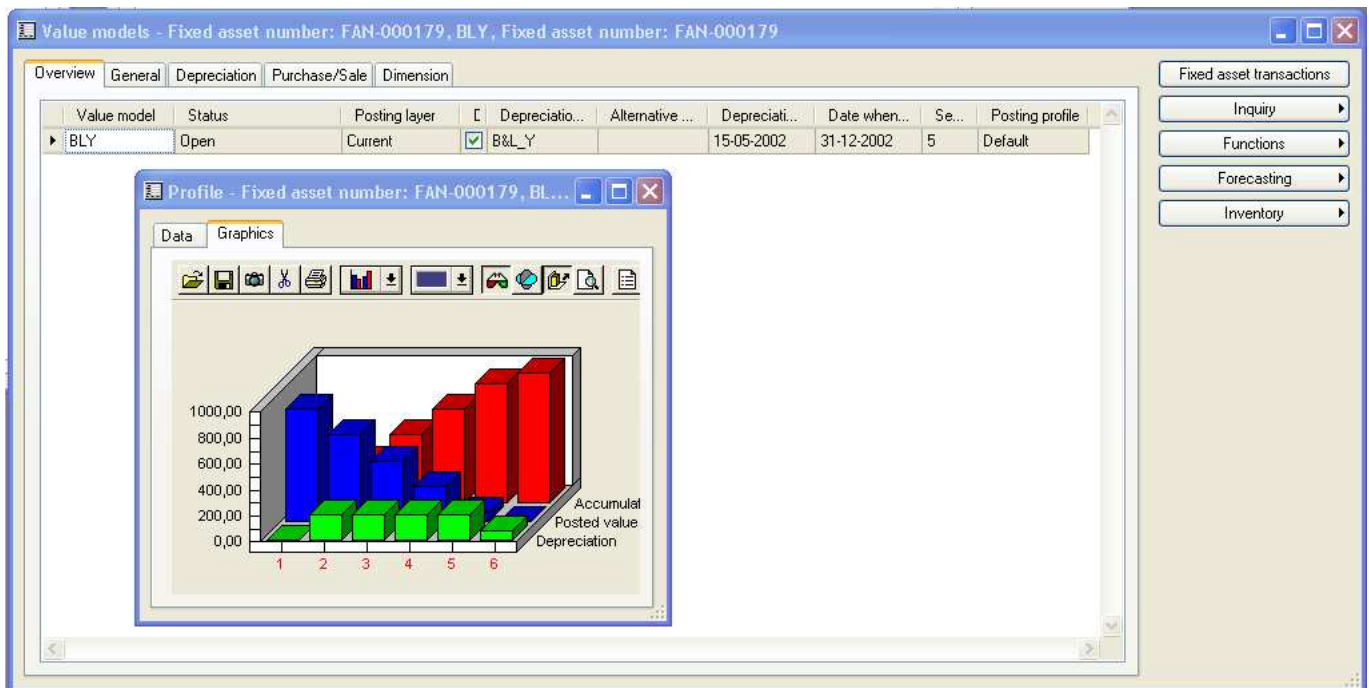 Value models - Fixed asset number: FAN-000179, BLY, Fixed asset number: FAN-000179
Overview General Depreciation Purchase/Sale Dimension
Fixed asset transactions
Inquiry
Functions
Forecasting
Inventory
Value model Status Posting layer D Depreciatio... Alternative ... Depreciati... Date when... Se... Posting profile
BLY Open Current B&L_Y 15-05-2002 31-12-2002 5 Default
Profile - Fixed asset number: FAN-000179, BL...
Data Graphics
1000,00
800,00
600,00
400,00
200,00
0,00
Accumulat
Posted value
Depreciation
1 2 3 4 5 6